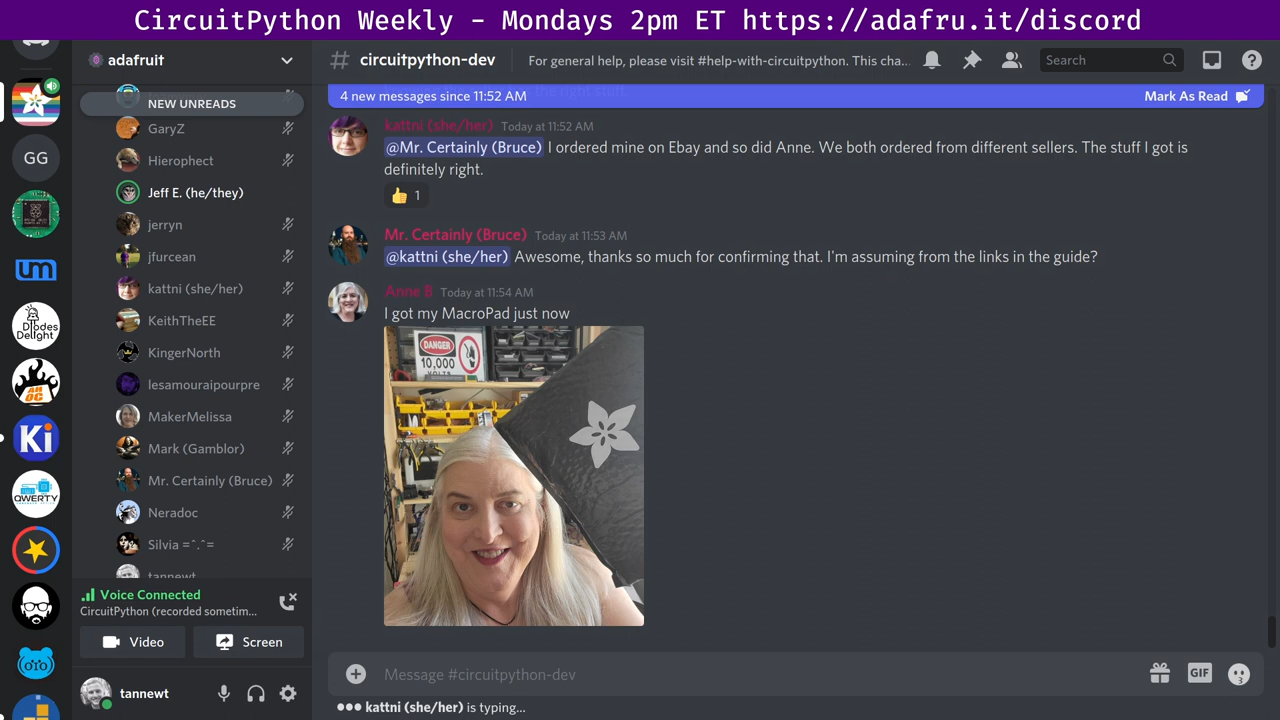 CircuitPython Weekly - Mondays 2pm ET https://adafru.it/discord
adafruit
NEW UNREADS
GaryZ
Hierophect
Jeff E. (he/they)
jerryn
jfurcean
kattni (she/her)
KeithTheEE
KingerNorth
lesamouraipourpre
MakerMelissa
Mark (Gamblor)
Mr. Certainly (Bruce)
Neradoc
Silvia =^.^=
tannewt
Voice Connected
CircuitPython (recorded sometim...
Video
Screen
tannewt
GG
Diodes
Delight
AH
OC
Ki
QWERTY
# circuitpython-dev
For general help, please visit #help-with-circuitpython. This cha...
Search
4 new messages since 11:52 AM
Mark As Read
kattni (she/her) Today at 11:52 AM
@Mr. Certainly (Bruce) I ordered mine on Ebay and so did Anne. We both ordered from different sellers. The stuff I got is
definitely right.
1
Mr. Certainly (Bruce) Today at 11:53 AM
@kattni (she/her) Awesome, thanks so much for confirming that. I'm assuming from the links in the guide?
Anne B Today at 11:54 AM
I got my MacroPad just now
DANGER
10,000
VOLTS
Message #circuitpython-dev
GIF
kattni (she/her) is typing...